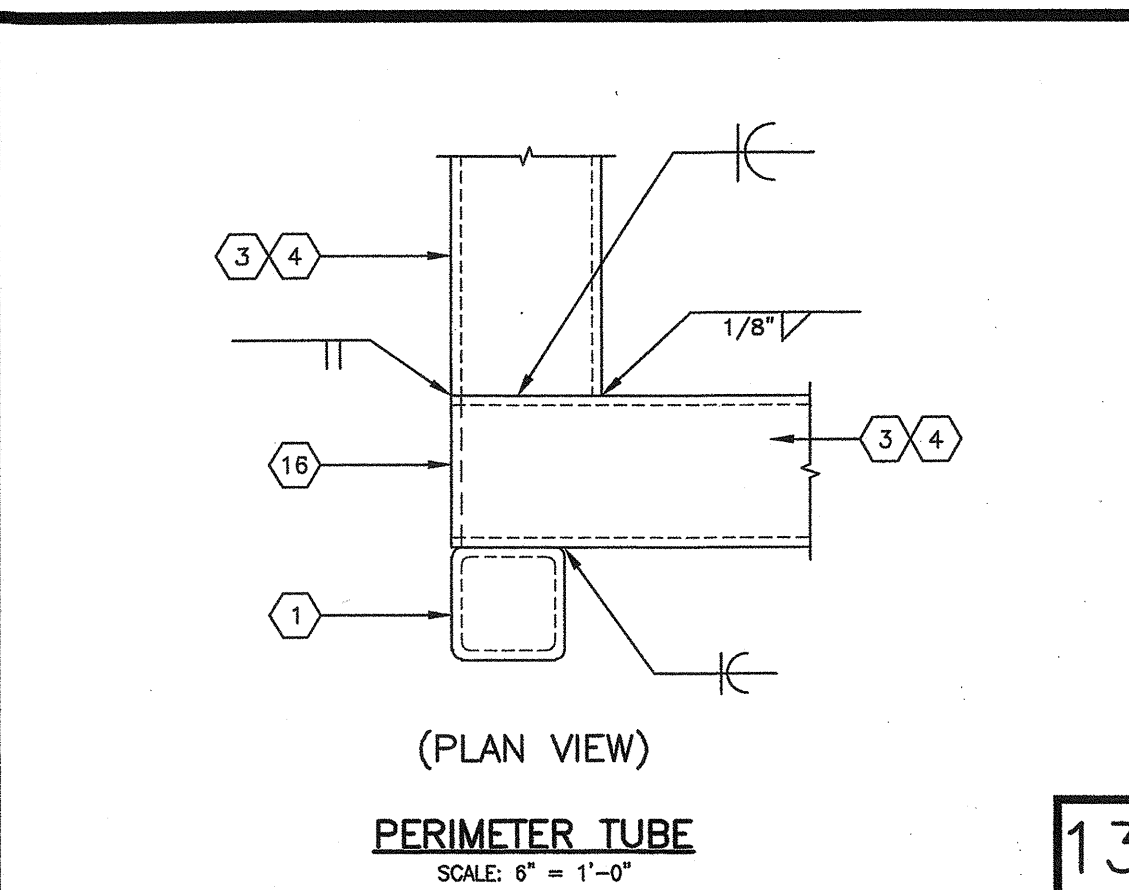 3 4
1/8"
3 4
16
1
(PLAN VIEW)
PERIMETER TUBE
SCALE: 6" = 1'-0"
13